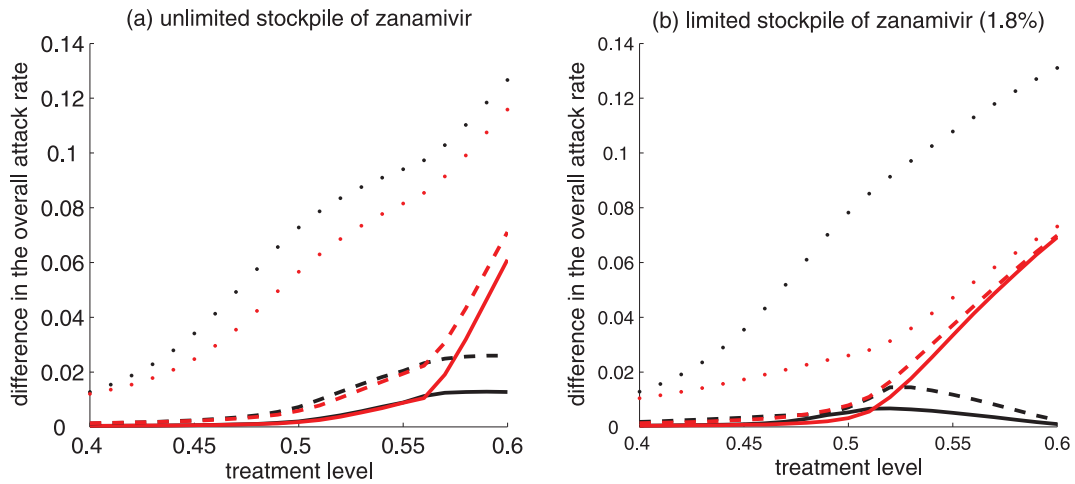 (a) unlimited stockpile of zanamivir
difference in the overall attack rate
0.14
0.12
0.1
0.08
0.06
0.04
0.02
0
0.4 0.45 0.5 0.55 0.6
treatment level
(b) limited stockpile of zanamivir (1.8%)
difference in the overall attack rate
0.14
0.12
0.1
0.08
0.06
0.04
0.02
0
0.4 0.45 0.5 0.55 0.6
treatment level